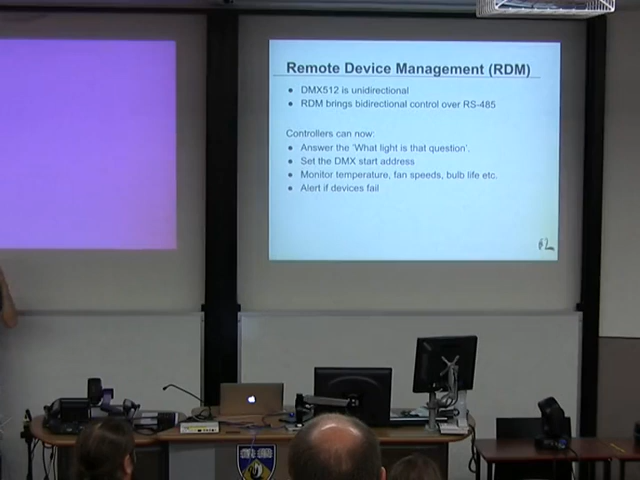 Remote Device Management (RDM)
● DMX512 is unidirectional
● RDM brings bidirectional control over RS-485
Controllers can now:
● Answer the 'What light is that question'.
● Set the DMX start address
● Monitor temperature, fan speeds, bulb life etc.
● Alert if devices fail